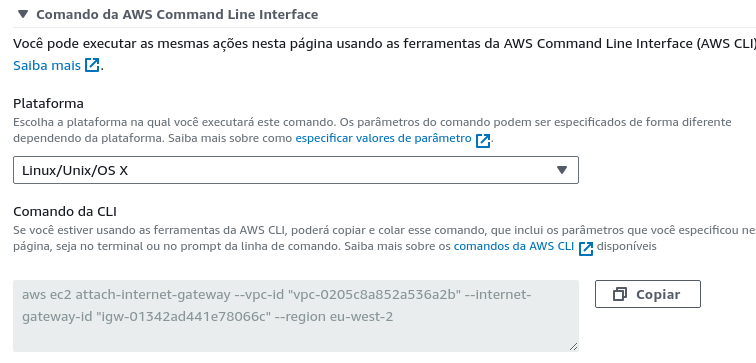 Comando da AWS Command Line Interface
Você pode executar as mesmas ações nesta página usando as ferramentas da AWS Command Line Interface (AWS CLI)
Saiba mais.
Plataforma
Escolha a plataforma na qual você executará este comando. Os parâmetros do comando podem ser especificados de forma diferente
dependendo da plataforma. Saiba mais sobre como especificar valores de parâmetro.
Linux/Unix/OS X
Comando da CLI
Se você estiver usando as ferramentas da AWS CLI, poderá copiar e colar esse comando, que inclui os parâmetros que você especificou ne
página, seja no terminal ou no prompt da linha de comando. Saiba mais sobre os comandos da AWS CLI disponíveis
aws ec2 attach-internet-gateway --vpc-id "vpc-0205c8a852a536a2b" --internet-
gateway-id "igw-01342ad441e78066c" --region eu-west-2
Copiar